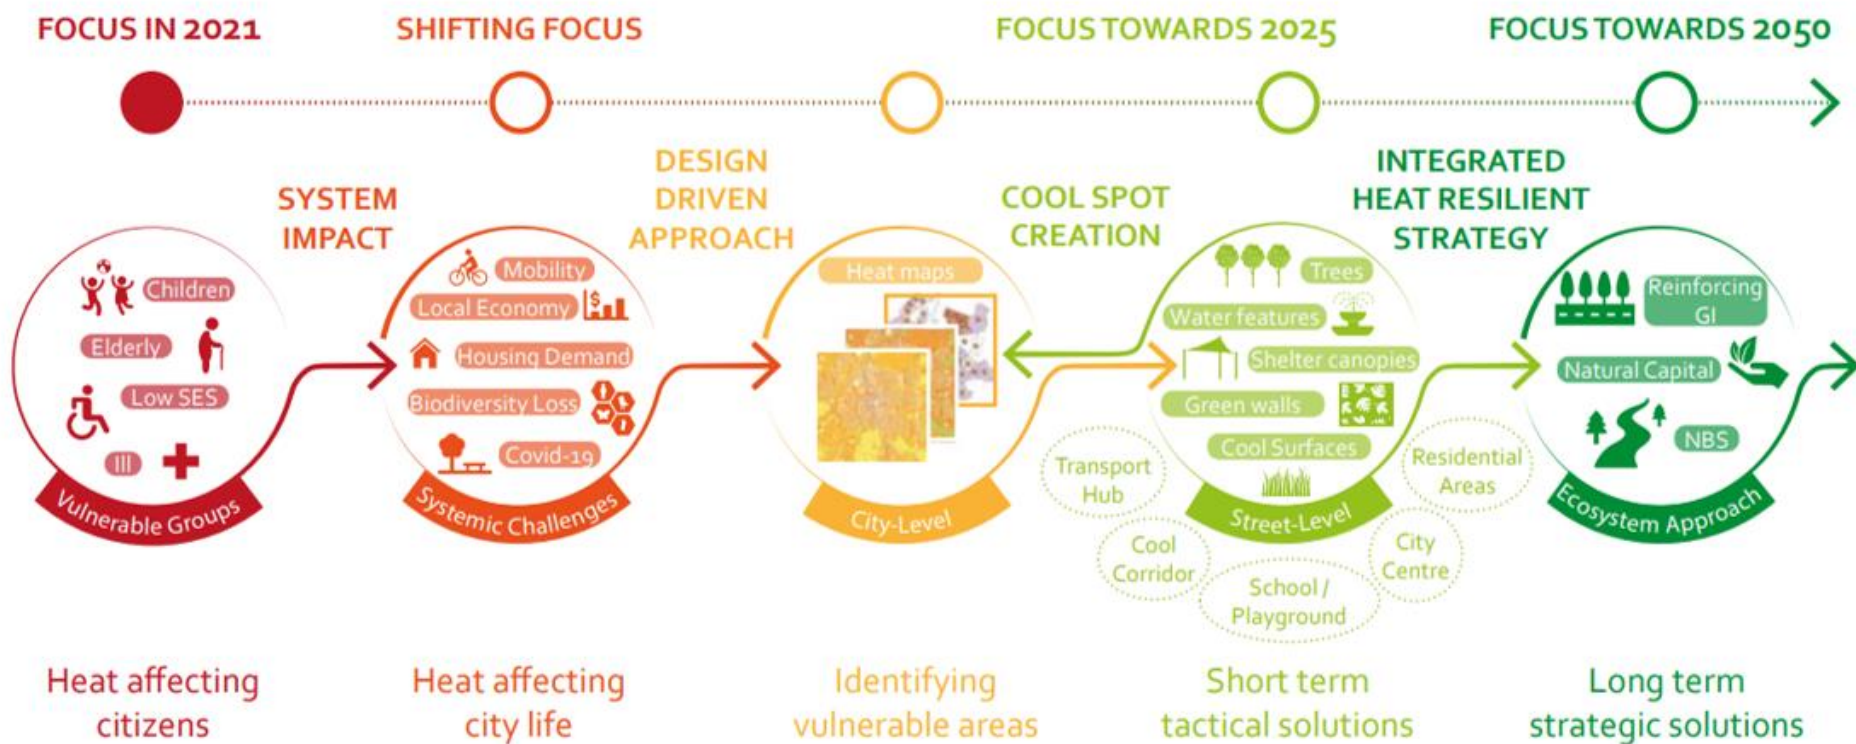 FOCUS IN 2021
SHIFTING FOCUS
FOCUS TOWARDS 2025
FOCUS TOWARDS 2050
SYSTEM
IMPACT
DESIGN
DRIVEN
APPROACH
COOL SPOT
CREATION
INTEGRATED
HEAT RESILIENT
STRATEGY
Children
Elderly
Low SES
Ill
Vulnerable Groups
Mobility
Local Economy
$
Housing Demand
Biodiversity Loss
Covid-19
Systemic Challenges
Heat maps
City-Level
Trees
Water features
Shelter canopies
Green walls
Cool Surfaces
Street-Level
Transport
Hub
Cool
Corridor
School /
Playground
City
Centre
Residential
Areas
Reinforcing
GI
Natural Capital
NBS
Ecosystem Approach
Heat affecting
citizens
Heat affecting
city life
Identifying
vulnerable areas
Short term
tactical solutions
Long term
strategic solutions